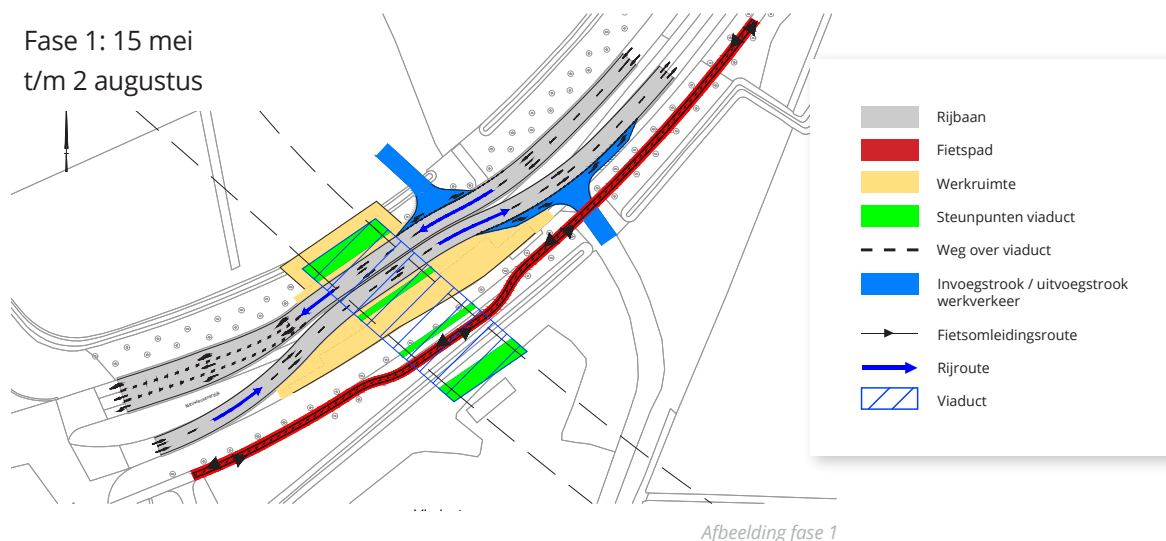 Fase 1: 15 mei
t/m 2 augustus
Rijbaan
Fietspad
Werkruimte
Steunpunten viaduct
Weg over viaduct
Invoegstrook / uitvoegstrook
werkverkeer
Fietsomleidingsroute
Rijroute
Viaduct
Afbeelding fase 1